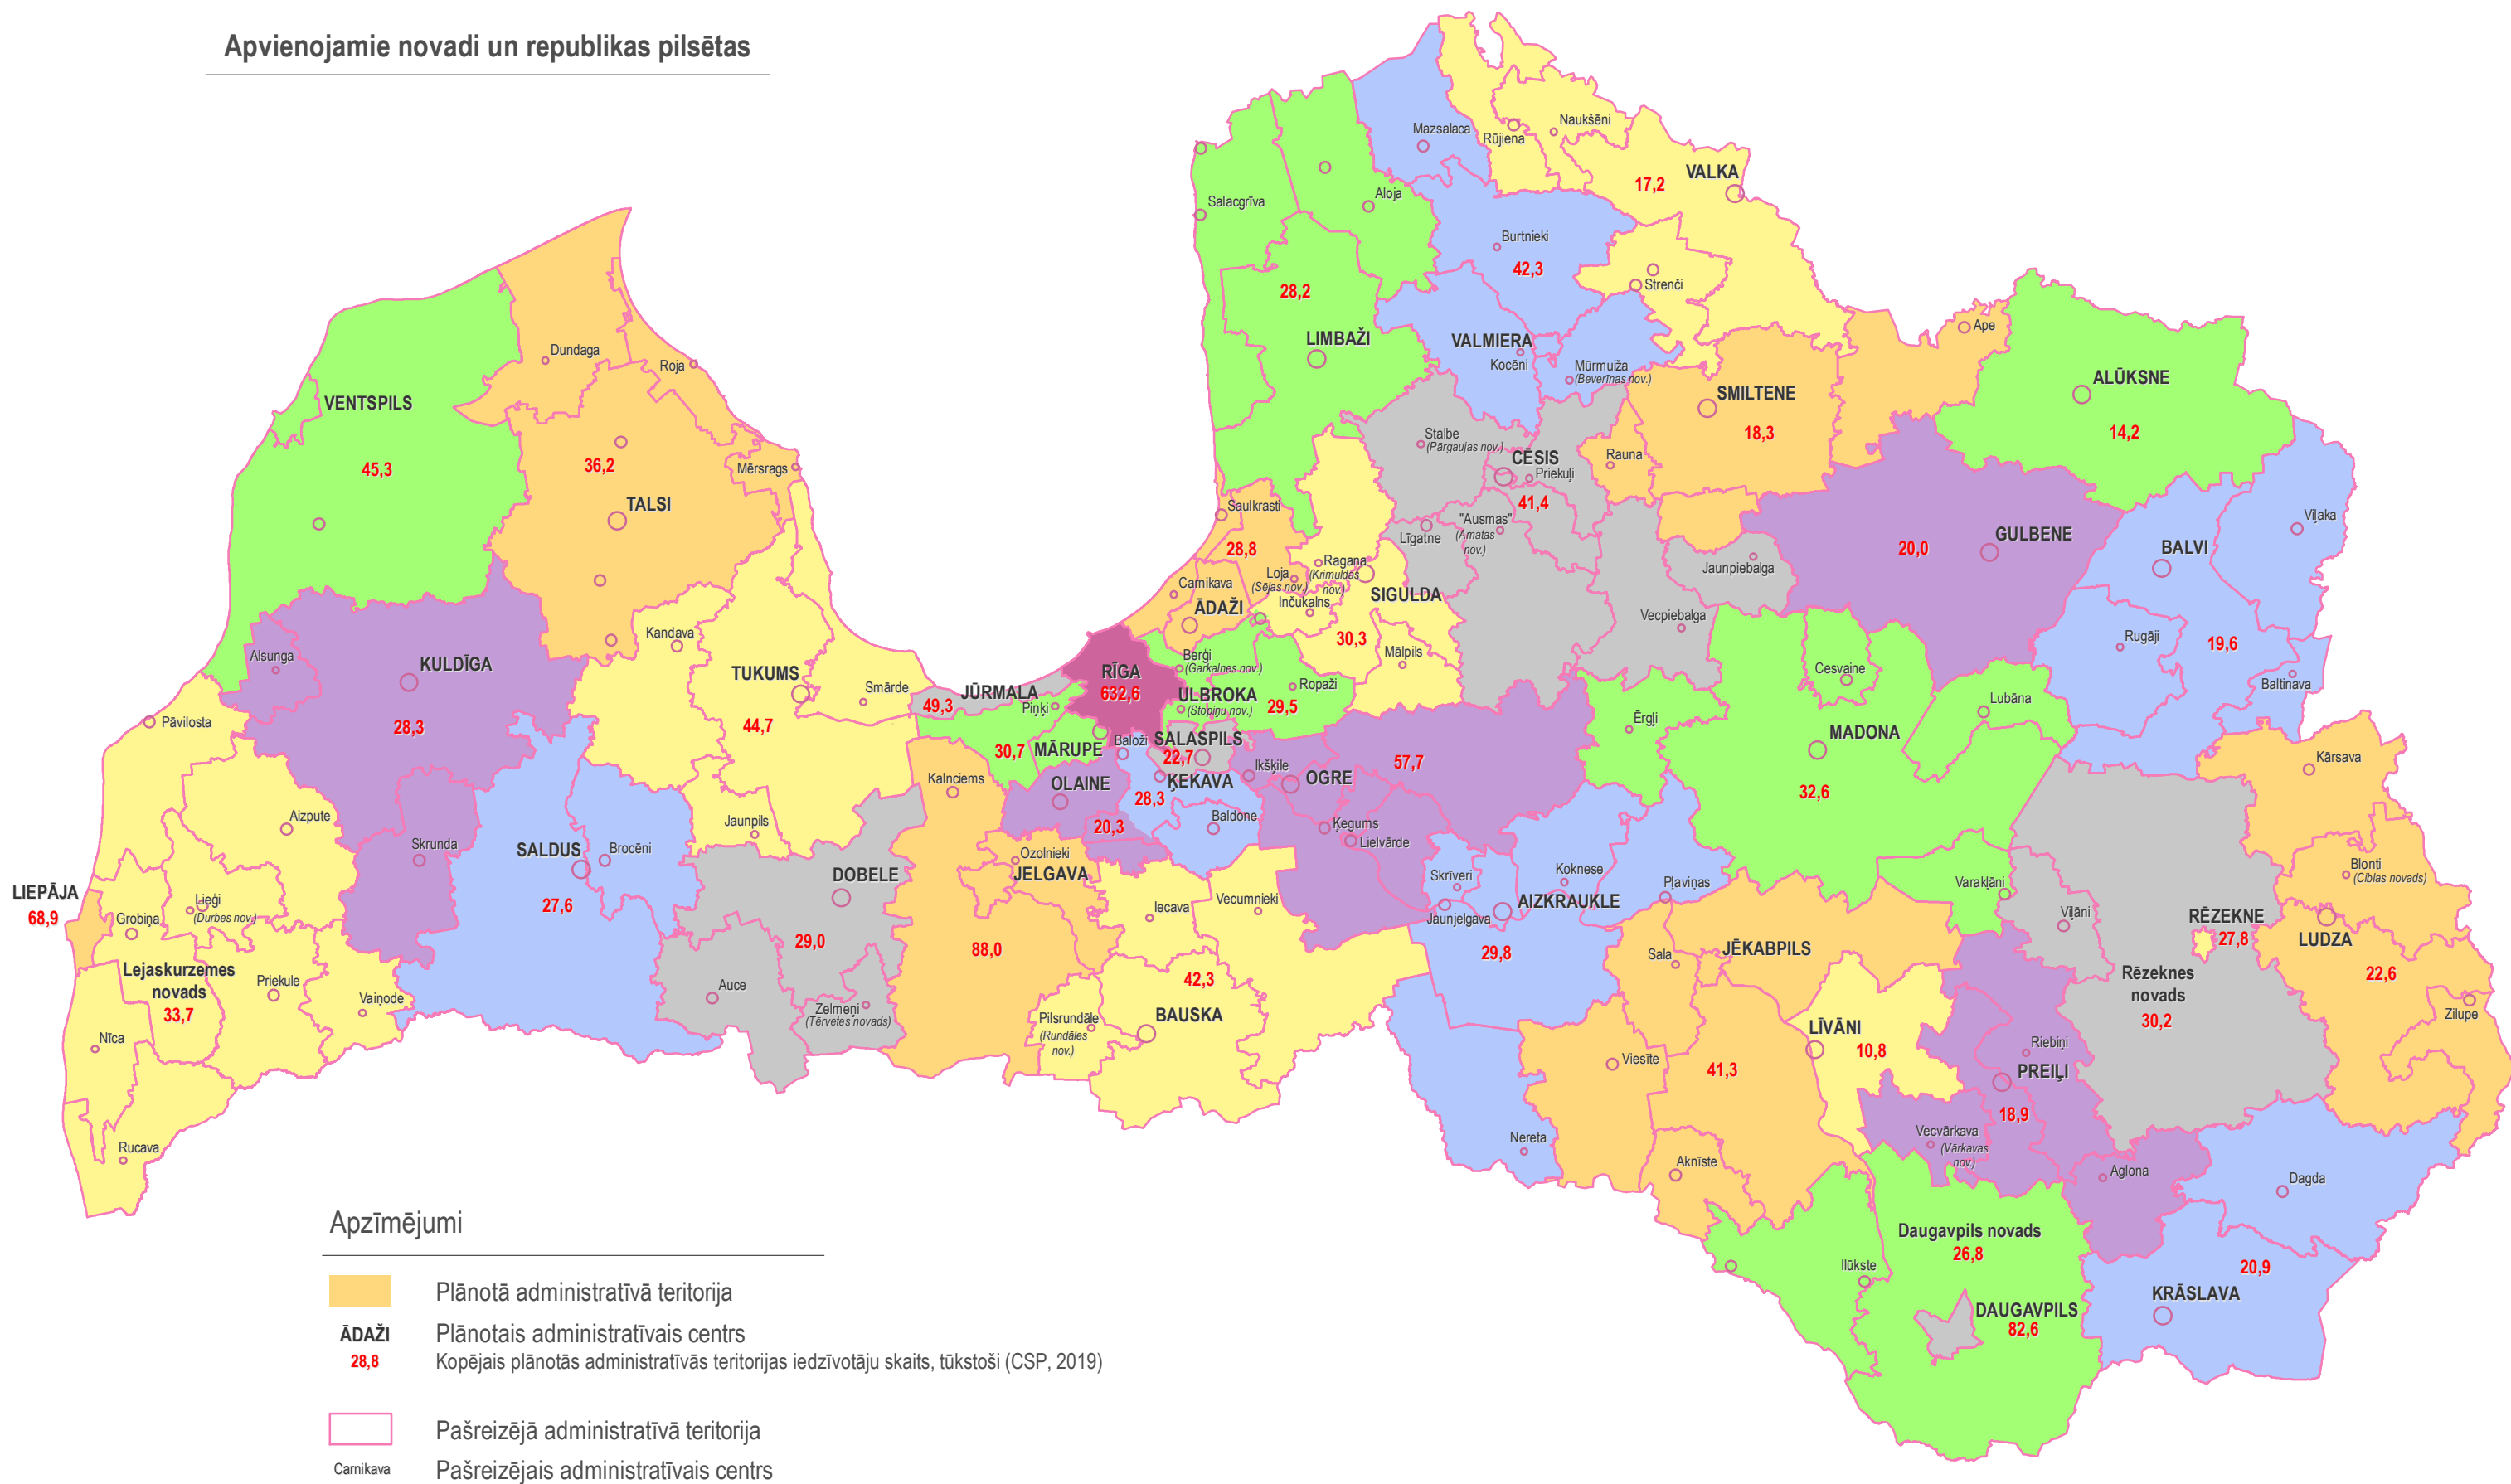 Apvienojamie novadi un republikas pilsētas
Mazsalaca
Rūjiena
Naukšēni
VALKA
17,2
Salacgrīva
Aloja
Burtnieki
42,3
Strenči
28,2
LIMBAŽI
VALMIERA
Kocēni
Mūrmuiža
(Beverīnas nov.)
Ape
ALŪKSNE
14,2
SMILTENE
18,3
Dundaga
Roja
VENTSPILS
45,3
36,2
TALSI
Mērsrags
Stalbe
(Pārgaujas nov.)
CĒSIS
Priekuļi
41,4
Rauna
"Ausmas"
(Amatas
nov.)
Līgatne
Saulkrasti
28,8
Loja
(Sējas nov.)
Ragana
(Krimuldas
nov.)
Carnikava
ĀDAŽI
Inčukalns
SIGULDA
30,3
Mālpils
Jaunpiebalga
Vecpiebalga
20,0
GULBENE
BALVI
Viļaka
Rugāji
19,6
Baltinava
Alsunga
KULDĪGA
28,3
Kandava
TUKUMS
44,7
Smārde
JŪRMALA
49,3
Piņķi
RĪGA
632,6
Berģi
(Garkalnes nov.)
ULBROKA
(Stopiņu nov.)
Ropaži
29,5
30,7
MĀRUPE
Baloži
SALASPILS
22,7
ĶEKAVA
28,3
Baldone
OLAINE
20,3
Ikšķile
OGRE
57,7
Ķegums
Lielvārde
Ērgļi
Cesvaine
Lubāna
MADONA
32,6
Varakļāni
Pāvilosta
Aizpute
Skrunda
SALDUS
27,6
Brocēni
Jaunpils
Kalnciems
Ozolnieki
JELGAVA
88,0
DOBELE
29,0
Auce
Zelmeņi
(Tērvetes novads)
Iecava
Vecumnieki
42,3
BAUSKA
Pilsrundāle
(Rundāles
nov.)
Skrīveri
Jaunjelgava
Koknese
AIZKRAUKLE
29,8
Pļaviņas
Nereta
LIEPĀJA
68,9
Grobiņa
Lieģi
(Durbes nov.)
Lejaskurzemes
novads
33,7
Priekule
Vaiņode
Nīca
Rucava
Sala
JĒKABPILS
41,3
Viesīte
Aknīste
LĪVĀNI
10,8
Viļāni
RĒZEKNE
27,8
Rēzeknes
novads
30,2
Kārsava
Blonti
(Ciblas novads)
LUDZA
22,6
Zilupe
Riebiņi
PREIĻI
18,9
Vecvārkava
(Vārkavas
nov.)
Aglona
Dagda
20,9
KRĀSLAVA
Ilūkste
Daugavpils novads
26,8
DAUGAVPILS
82,6
Apzīmējumi
Plānotā administratīvā teritorija
ĀDAŽI Plānotais administratīvais centrs
28,8 Kopējais plānotās administratīvās teritorijas iedzīvotāju skaits, tūkstoši (CSP, 2019)
Pašreizējā administratīvā teritorija
Carnikava Pašreizējais administratīvais centrs